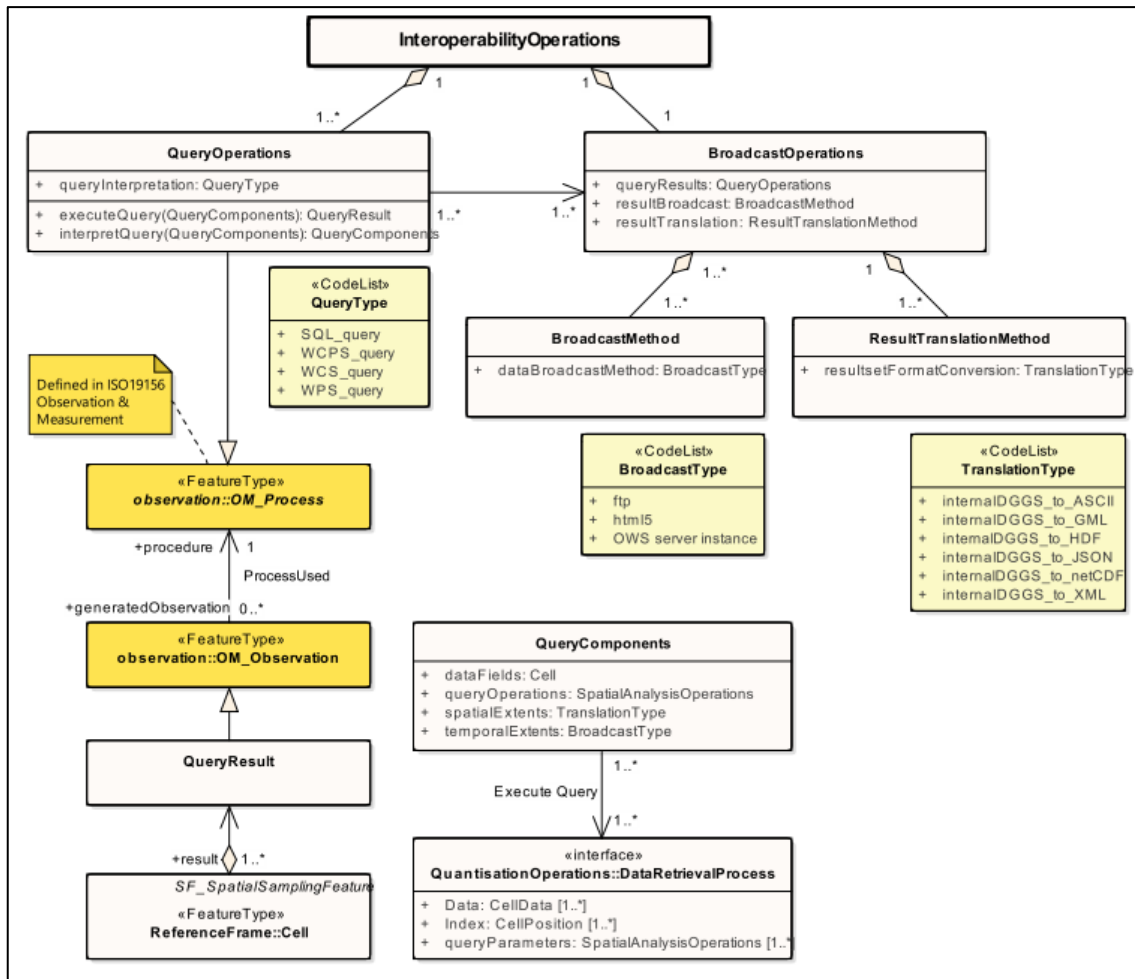 InteroperabilityOperations
1
1
1..*
1
QueryOperations
+ queryInterpretation: QueryType
+ executeQuery(QueryComponents): QueryResult
+ interpretQuery(QueryComponents): QueryComponents
1..*
1..*
BroadcastOperations
+ queryResults: QueryOperations
+ resultBroadcast: BroadcastMethod
+ resultTranslation: ResultTranslationMethod
1..*
1
1..*
1..*
«CodeList»
QueryType
+ SQL_query
+ WCPS_query
+ WCS_query
+ WPS_query
BroadcastMethod
+ dataBroadcastMethod: BroadcastType
ResultTranslationMethod
+ resultsetFormatConversion: TranslationType
Defined in ISO19156
Observation &
Measurement
«CodeList»
BroadcastType
+ ftp
+ html5
+ OWS server instance
«CodeList»
TranslationType
+ internalDGGS_to_ASCII
+ internalDGGS_to_GML
+ internalDGGS_to_HDF
+ internalDGGS_to_JSON
+ internalDGGS_to_netCDF
+ internalDGGS_to_XML
«FeatureType»
observation::OM_Process
+procedure
1
ProcessUsed
+generatedObservation
0..*
«FeatureType»
observation::OM_Observation
QueryComponents
+ dataFields: Cell
+ queryOperations: SpatialAnalysisOperations
+ spatialExtents: TranslationType
+ temporalExtents: BroadcastType
QueryResult
1..*
Execute Query
1..*
+result
1..*
SF_SpatialSamplingFeature
«FeatureType»
ReferenceFrame::Cell
«interface»
QuantisationOperations::DataRetrievalProcess
+ Data: CellData [1..*]
+ Index: CellPosition [1..*]
+ queryParameters: SpatialAnalysisOperations [1..*]